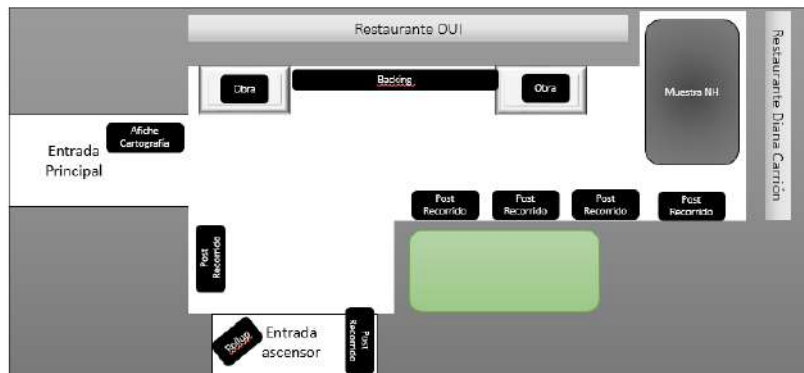 Restaurante OUI
Restaurante Diana Carrión
Obra
Backing
Obra
Muestra NH
Afiche
Cartografía
Entrada
Principal
Post
Recorrido
Post
Recorrido
Post
Recorrido
Post
Recorrido
Post
Recorrido
Rollup
Entrada
ascensor
Post
Recorrido